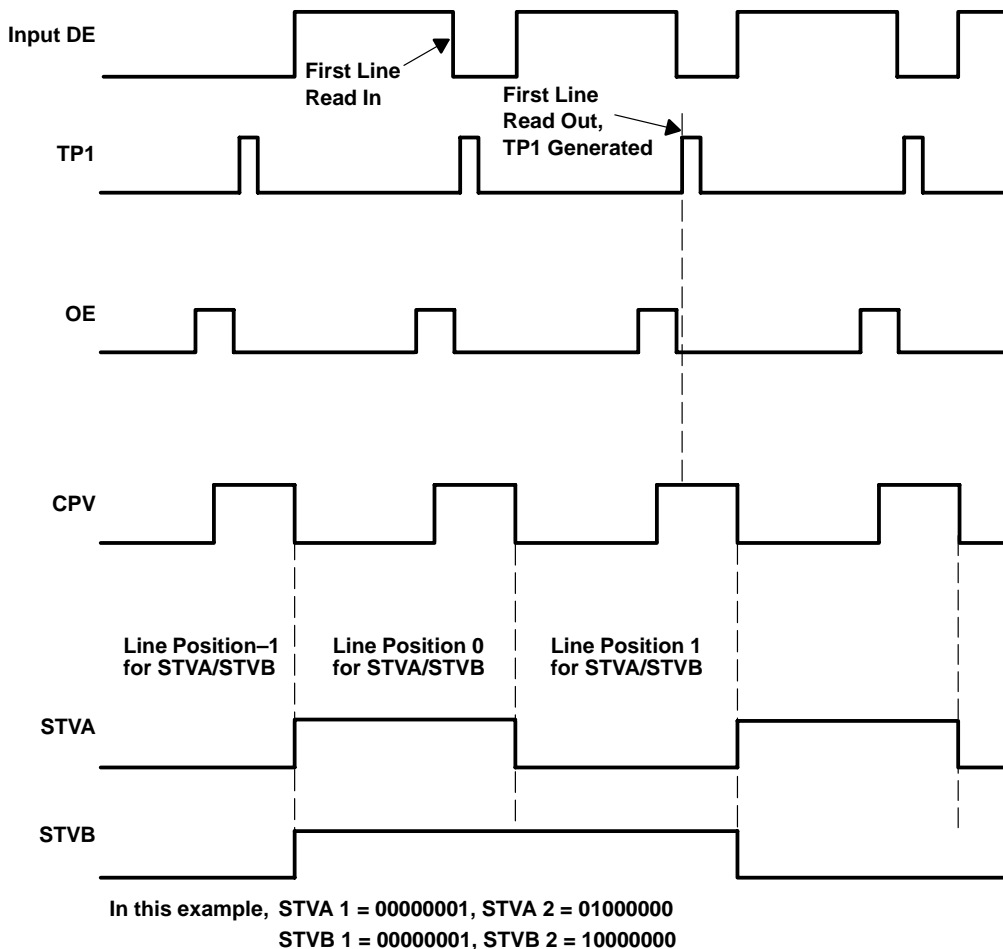 Input DE
First Line
Read In
First Line
Read Out,
TP1 Generated
TP1
OE
CPV
Line Position–1
for STVA/STVB
Line Position 0
for STVA/STVB
Line Position 1
for STVA/STVB
STVA
STVB
In this example, STVA 1 = 00000001, STVA 2 = 01000000
STVB 1 = 00000001, STVB 2 = 10000000